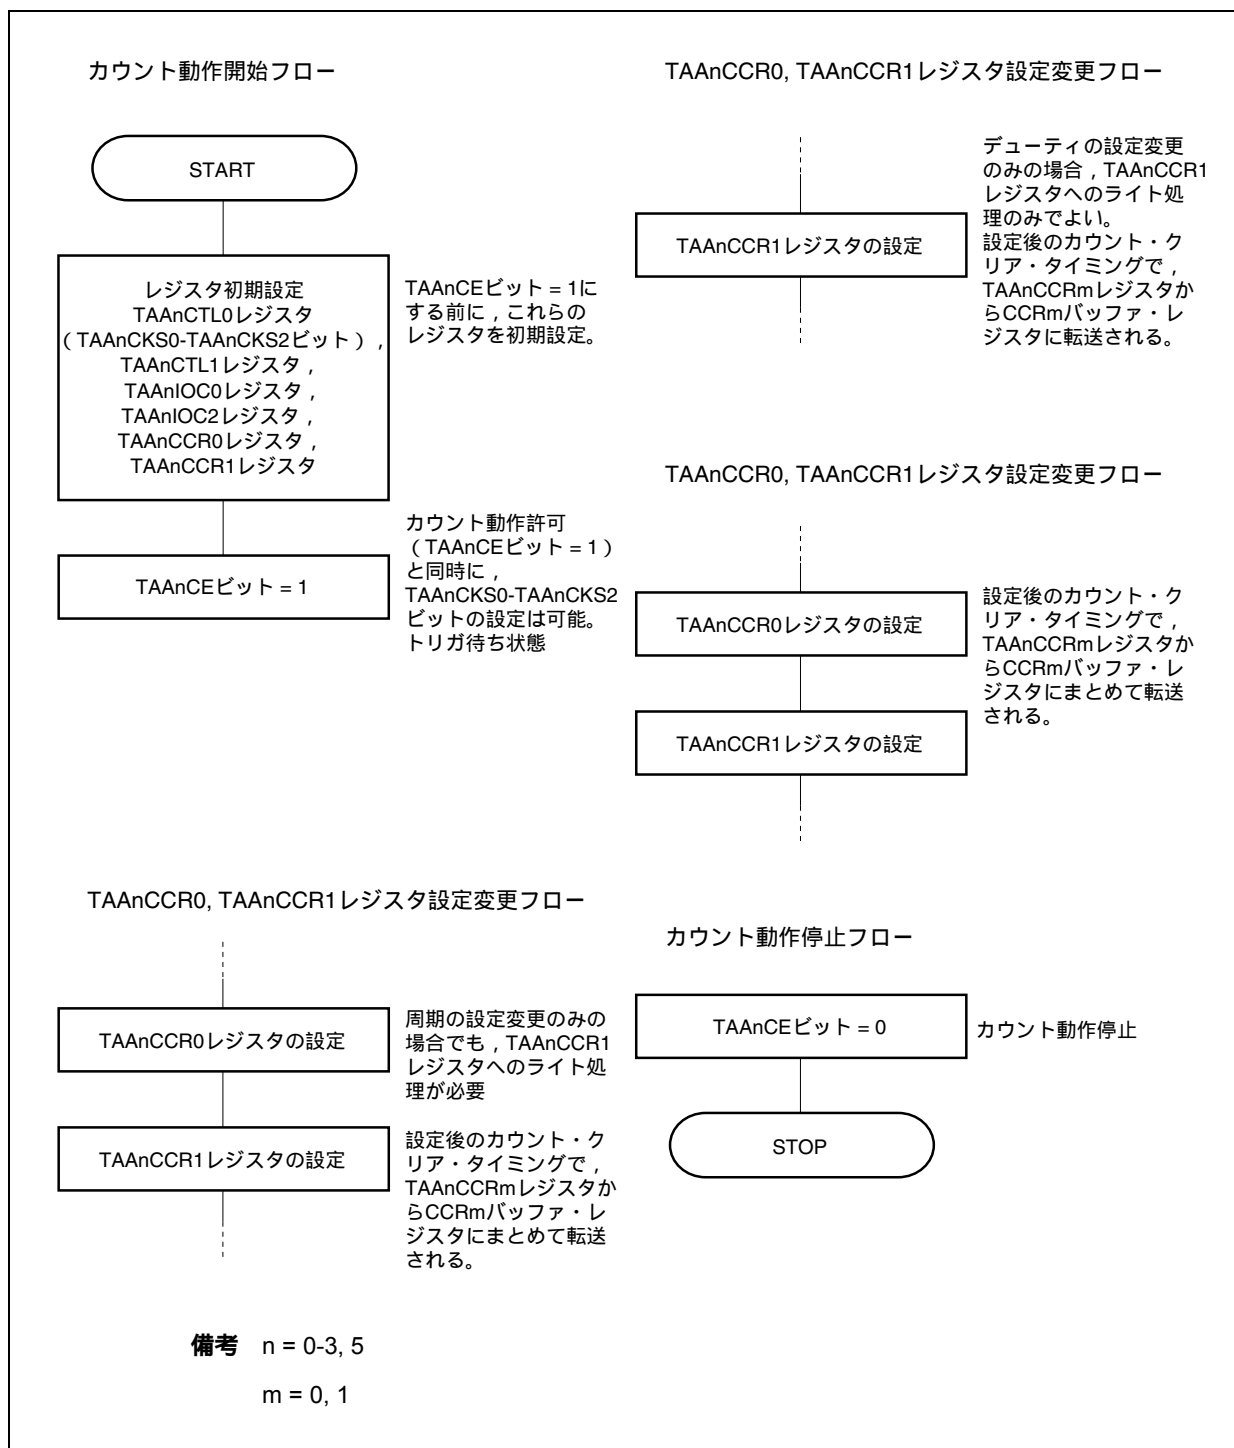 カウント動作開始フロー
START
レジスタ初期設定
TAAnCTL0レジスタ
（TAAnCKS0-TAAnCKS2ビット），
TAAnCTL1レジスタ，
TAAnIOC0レジスタ，
TAAnIOC2レジスタ，
TAAnCCR0レジスタ，
TAAnCCR1レジスタ
TAAnCEビット = 1に
する前に，これらの
レジスタを初期設定。
TAAnCEビット = 1
カウント動作許可
（TAAnCEビット = 1）
と同時に，
TAAnCKS0-TAAnCKS2
ビットの設定は可能。
トリガ待ち状態
TAAnCCR0, TAAnCCR1レジスタ設定変更フロー
TAAnCCR0レジスタの設定
周期の設定変更のみの
場合でも，TAAnCCR1
レジスタへのライト処
理が必要
TAAnCCR1レジスタの設定
設定後のカウント・ク
リア・タイミングで，
TAAnCCRmレジスタか
らCCRmバッファ・レ
ジスタにまとめて転送
される。
TAAnCCR0, TAAnCCR1レジスタ設定変更フロー
TAAnCCR1レジスタの設定
デューティの設定変更
のみの場合，TAAnCCR1
レジスタへのライト処
理のみでよい。
設定後のカウント・ク
リア・タイミングで，
TAAnCCRmレジスタか
らCCRmバッファ・レ
ジスタに転送される。
TAAnCCR0, TAAnCCR1レジスタ設定変更フロー
TAAnCCR0レジスタの設定
設定後のカウント・ク
リア・タイミングで，
TAAnCCRmレジスタか
らCCRmバッファ・レ
ジスタにまとめて転送
される。
TAAnCCR1レジスタの設定
カウント動作停止フロー
TAAnCEビット = 0
カウント動作停止
STOP
備考 n = 0-3, 5
m = 0, 1